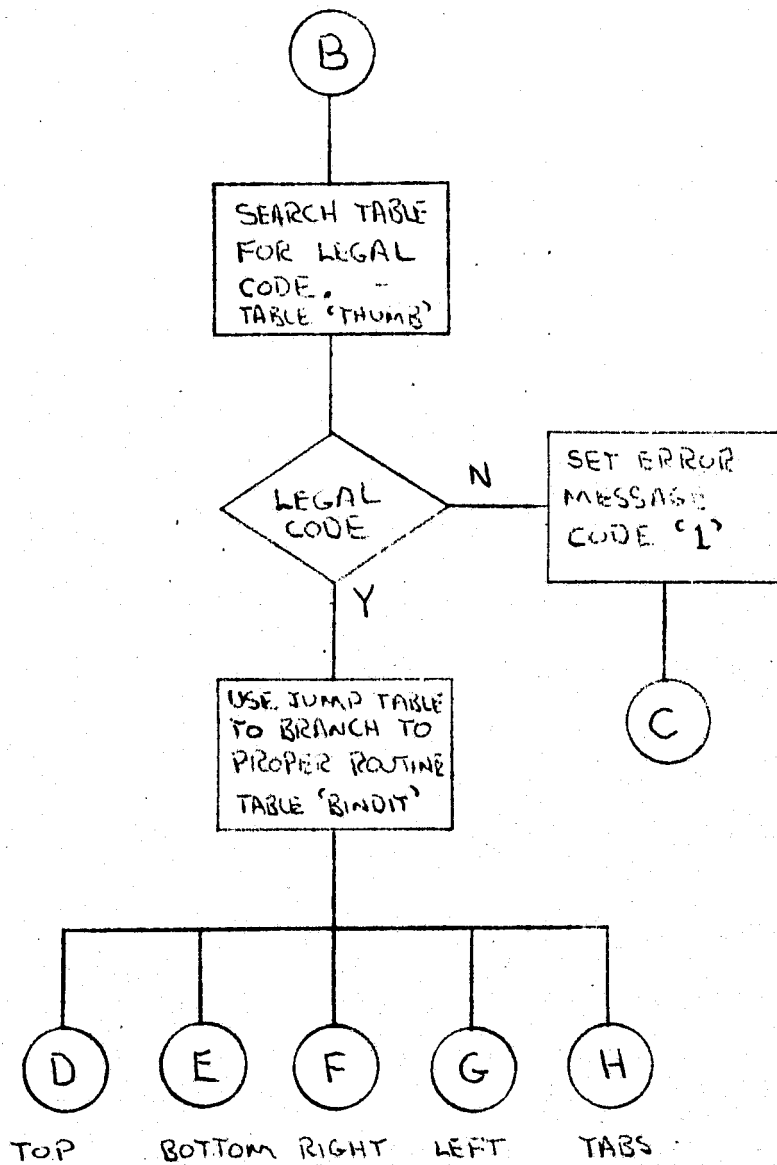 B
SEARCH TABLE
FOR LEGAL
CODE. -
TABLE 'THUMB'
LEGAL
CODE
N
SET ERROR
MESSAGE
CODE '1'
Y
C
USE JUMP TABLE
TO BRANCH TO
PROPER ROUTINE
TABLE 'BINDIT'
D
E
F
G
H
TOP
BOTTOM
RIGHT
LEFT
TABS